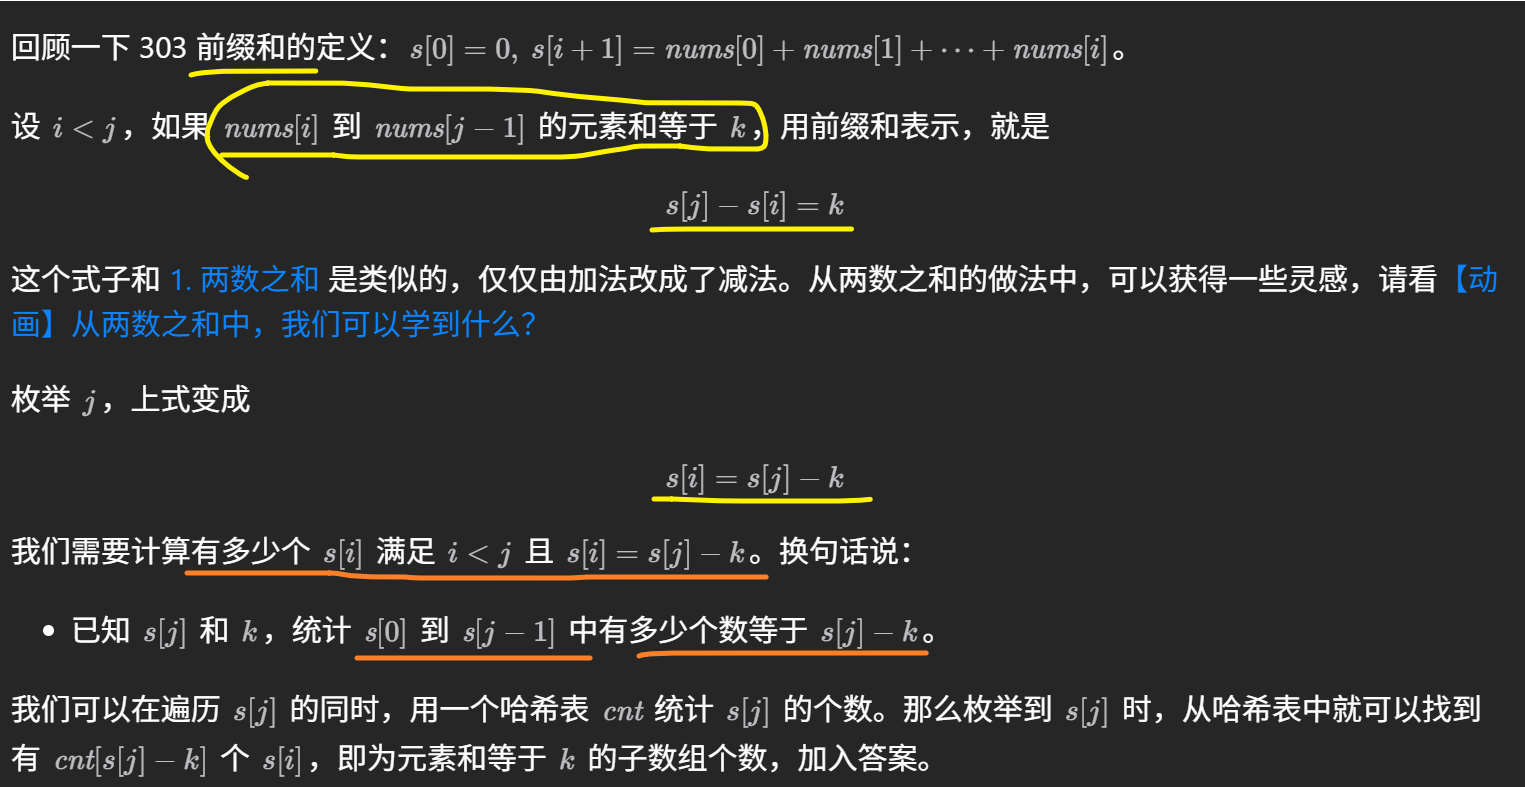 回顾一下 303 前缀和的定义：s[0] = 0, s[i + 1] = nums[0] + nums[1] + ⋯ + nums[i]。
设 i < j，如果 nums[i] 到 nums[j − 1] 的元素和等于 k，用前缀和表示，就是
s[j] − s[i] = k
这个式子和 1. 两数之和 是类似的，仅仅由加法改成了减法。从两数之和的做法中，可以获得一些灵感，请看【动
画】从两数之和中，我们可以学到什么？
枚举 j，上式变成
s[i] = s[j] − k
我们需要计算有多少个 s[i] 满足 i < j 且 s[i] = s[j] − k。换句话说：
• 已知 s[j] 和 k，统计 s[0] 到 s[j − 1] 中有多少个数等于 s[j] − k。
我们可以在遍历 s[j] 的同时，用一个哈希表 cnt 统计 s[j] 的个数。那么枚举到 s[j] 时，从哈希表中就可以找到
有 cnt[s[j] − k] 个 s[i]，即为元素和等于 k 的子数组个数，加入答案。